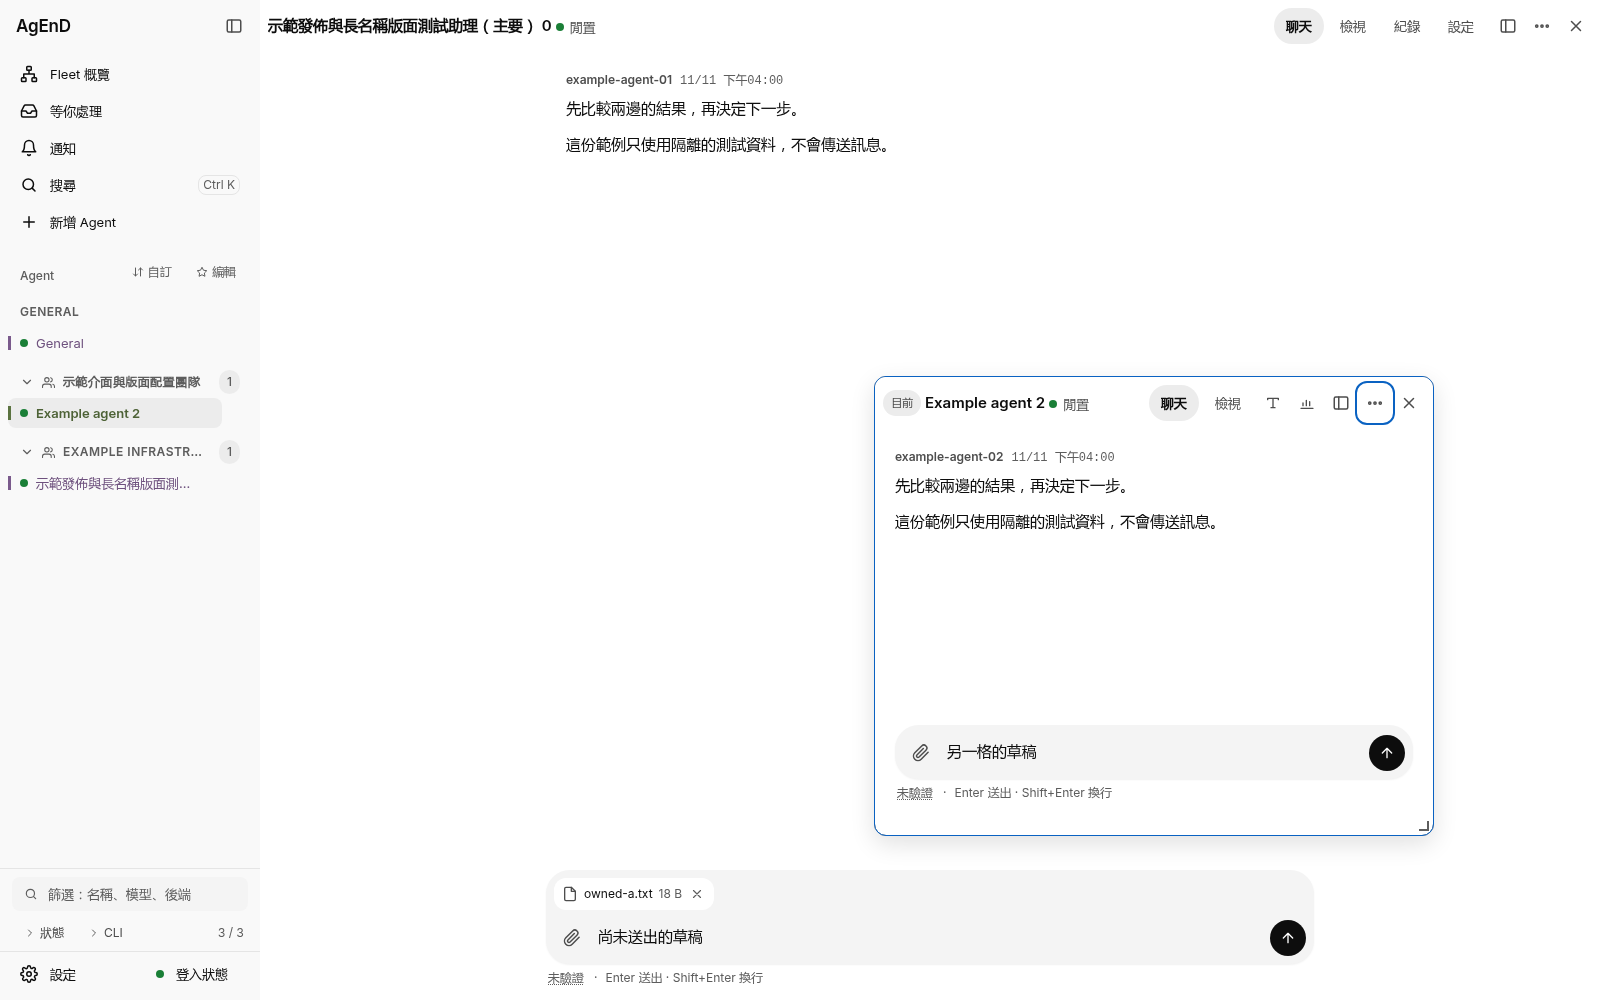 AgEnD
Fleet 概覽
等你處理
通知
搜尋 Ctrl K
新增 Agent
Agent 自訂 編輯
GENERAL
General
示範介面與版面配置團隊 1
Example agent 2
EXAMPLE INFRASTR... 1
示範發佈與長名稱版面測...
篩選：名稱、模型、後端
狀態 CLI 3 / 3
設定 登入狀態
示範發佈與長名稱版面測試助理（主要）0 閒置 聊天 檢視 紀錄 設定
example-agent-01 11/11 下午04:00
先比較兩邊的結果，再決定下一步。
這份範例只使用隔離的測試資料，不會傳送訊息。
目前 Example agent 2 閒置 聊天 檢視
example-agent-02 11/11 下午04:00
先比較兩邊的結果，再決定下一步。
這份範例只使用隔離的測試資料，不會傳送訊息。
另一格的草稿
未驗證 · Enter 送出 · Shift+Enter 換行
owned-a.txt 18 B
尚未送出的草稿
未驗證 · Enter 送出 · Shift+Enter 換行